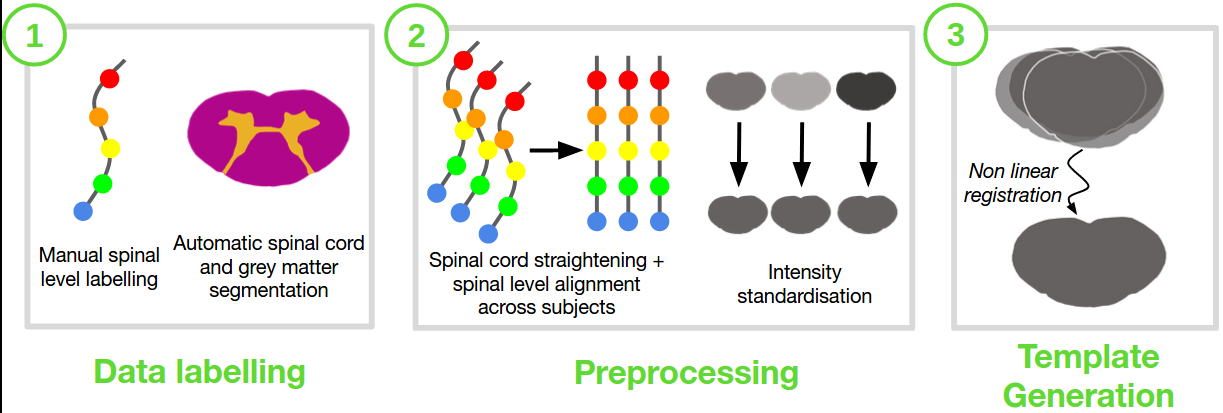 1
Manual spinal
level labelling
Automatic spinal cord
and grey matter
segmentation
Data labelling
2
Spinal cord straightening +
spinal level alignment
across subjects
Intensity
standardisation
Preprocessing
3
Non linear
registration
Template
Generation